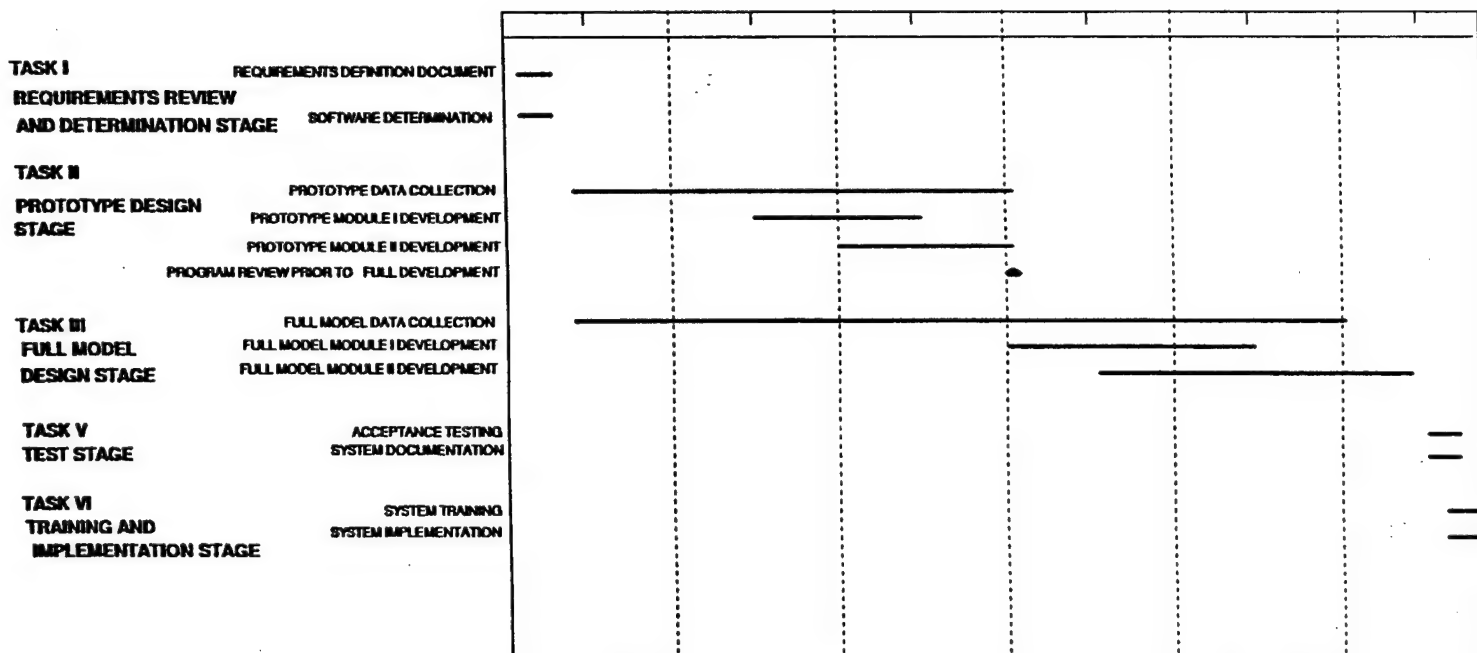 TASK I
REQUIREMENTS DEFINITION DOCUMENT
REQUIREMENTS REVIEW
AND DETERMINATION STAGE
SOFTWARE DETERMINATION
TASK II
PROTOTYPE DATA COLLECTION
PROTOTYPE DESIGN
STAGE
PROTOTYPE MODULE I DEVELOPMENT
PROTOTYPE MODULE II DEVELOPMENT
PROGRAM REVIEW PRIOR TO FULL DEVELOPMENT
TASK III
FULL MODEL DATA COLLECTION
FULL MODEL
FULL MODEL MODULE I DEVELOPMENT
DESIGN STAGE
FULL MODEL MODULE II DEVELOPMENT
TASK V
ACCEPTANCE TESTING
TEST STAGE
SYSTEM DOCUMENTATION
TASK VI
SYSTEM TRAINING
TRAINING AND
SYSTEM IMPLEMENTATION
IMPLEMENTATION STAGE